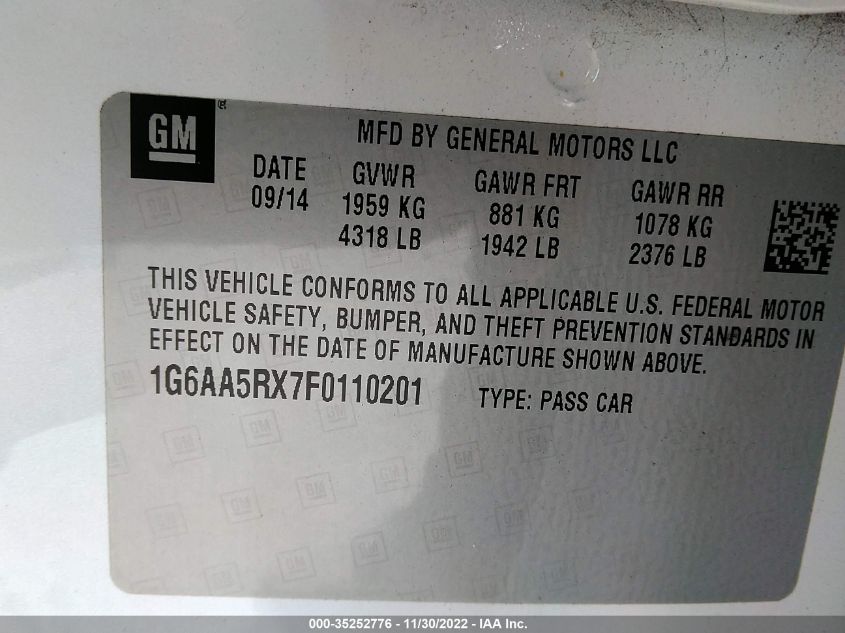 GM ®
MFD BY GENERAL MOTORS LLC
DATE GVWR GAWR FRT GAWR RR
09/14 1959 KG 881 KG 1078 KG
4318 LB 1942 LB 2376 LB
THIS VEHICLE CONFORMS TO ALL APPLICABLE U.S. FEDERAL MOTOR
VEHICLE SAFETY, BUMPER, AND THEFT PREVENTION STANDARDS IN
EFFECT ON THE DATE OF MANUFACTURE SHOWN ABOVE.
1G6AA5RX7F0110201 TYPE: PASS CAR
000-35252776 - 11/30/2022 - IAA Inc.